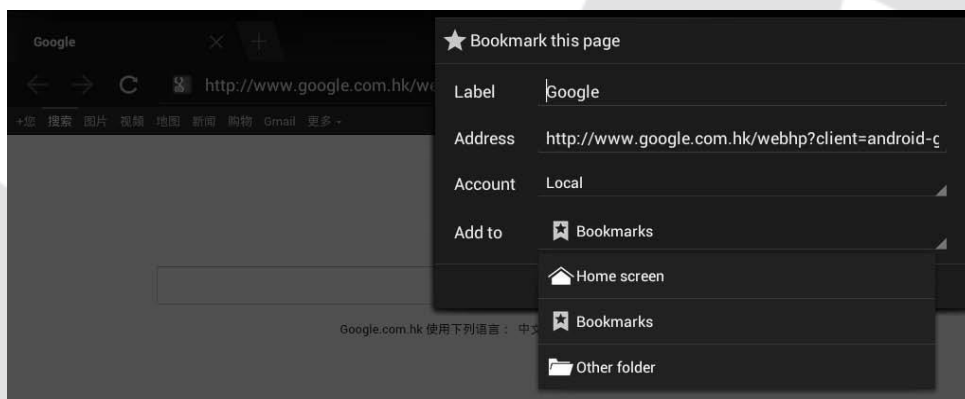 Google
http://www.google.com.hk/we
+您 搜索 图片 视频 地图 新闻 购物 Gmail 更多
Google.com.hk 使用下列语言： 中
Bookmark this page
Label Google
Address http://www.google.com.hk/webhp?client=android-g
Account Local
Add to Bookmarks
Home screen
Bookmarks
Other folder